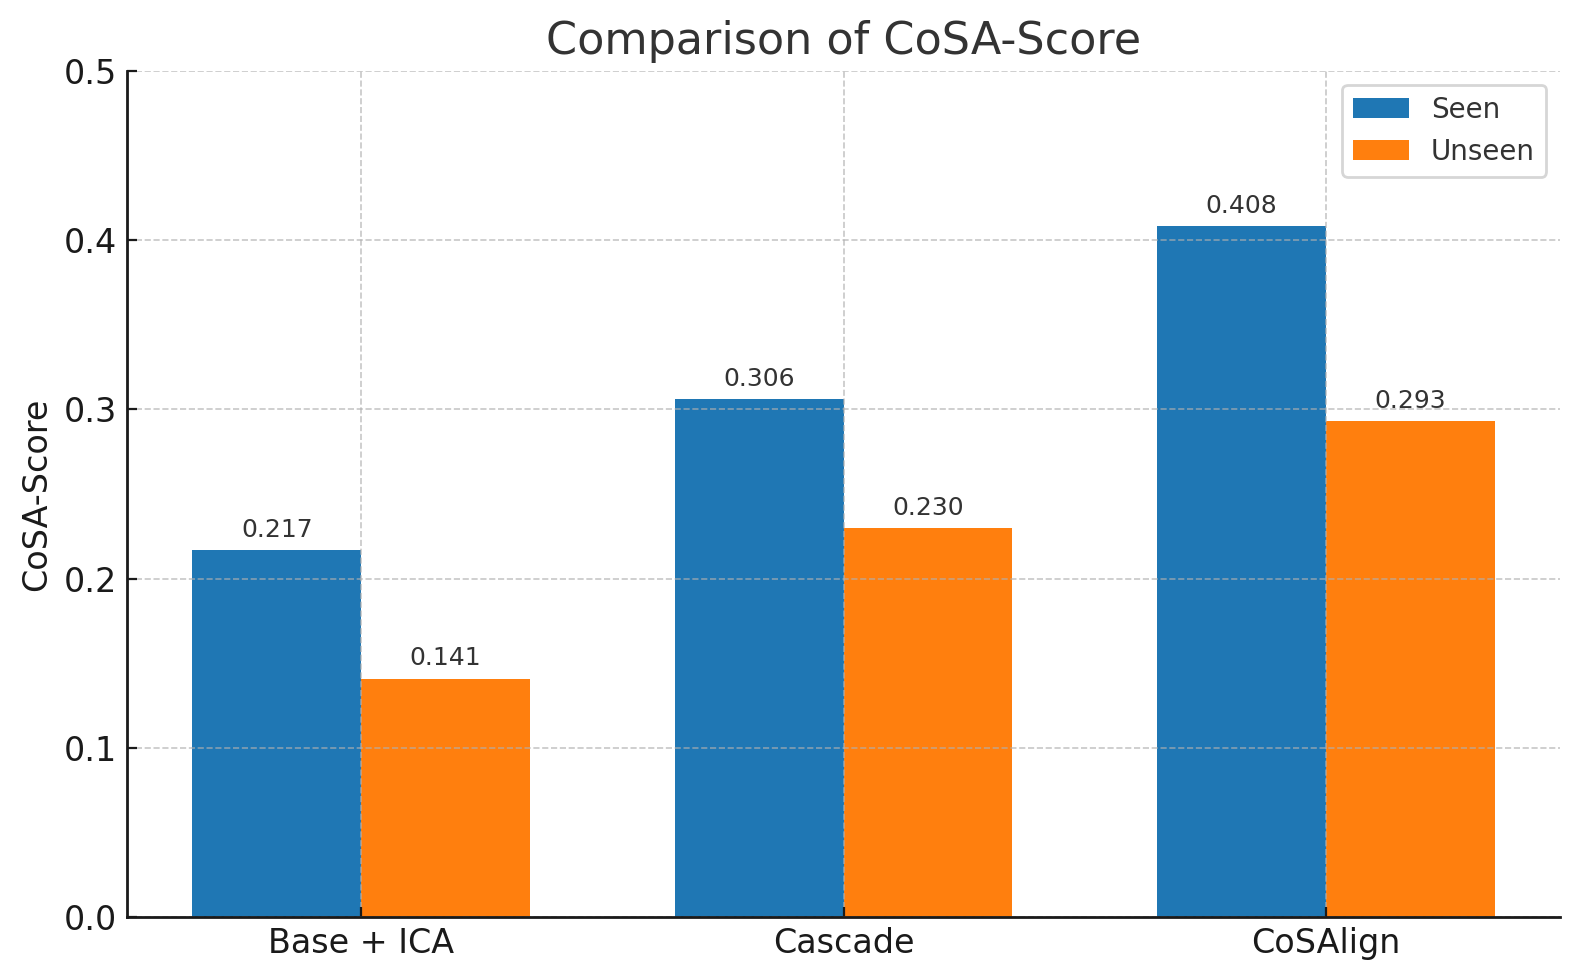 Comparison of CoSA-Score
0.5
0.4
0.3
0.2
0.1
0.0
CoSA-Score
Seen
Unseen
0.217
0.141
0.306
0.230
0.408
0.293
Base + ICA
Cascade
CoSAlign